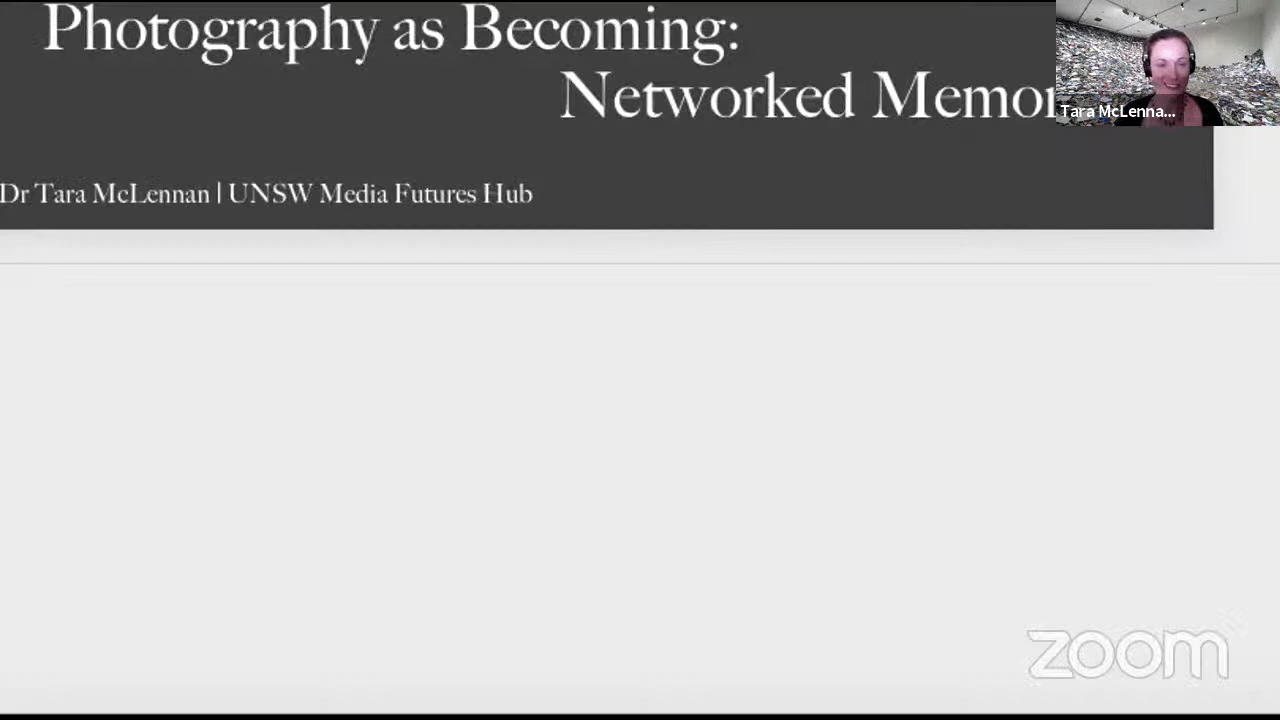 Photography as Becoming:
Networked Memor
Tara McLenna...
Dr Tara McLennan | UNSW Media Futures Hub
zoom